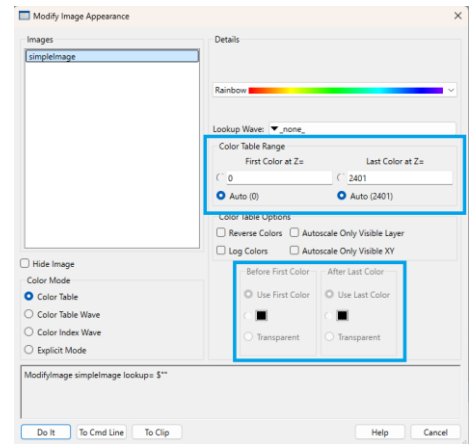 Modify Image Appearance
Images
simpleImage
Details
Rainbow
Lookup Wave: _none_
Color Table Range
First Color at Z= Last Color at Z=
0 2401
Auto (0) Auto (2401)
Color Table Options
Reverse Colors Autoscale Only Visible Layer
Log Colors Autoscale Only Visible XY
Hide Image
Color Mode
Color Table
Color Table Wave
Color Index Wave
Explicit Mode
Before First Color After Last Color
Use First Color Use Last Color
Transparent Transparent
ModifyImage simpleImage lookup= $""
Do It To Cmd Line To Clip Help Cancel